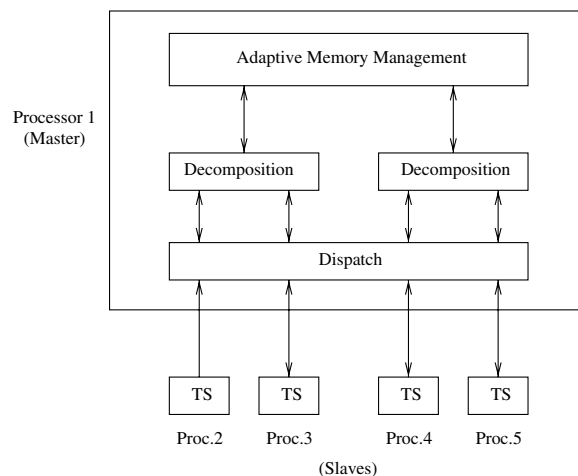 Adaptive Memory Management
Processor 1
(Master)
Decomposition
Decomposition
Dispatch
TS
TS
TS
TS
Proc.2
Proc.3
Proc.4
Proc.5
(Slaves)